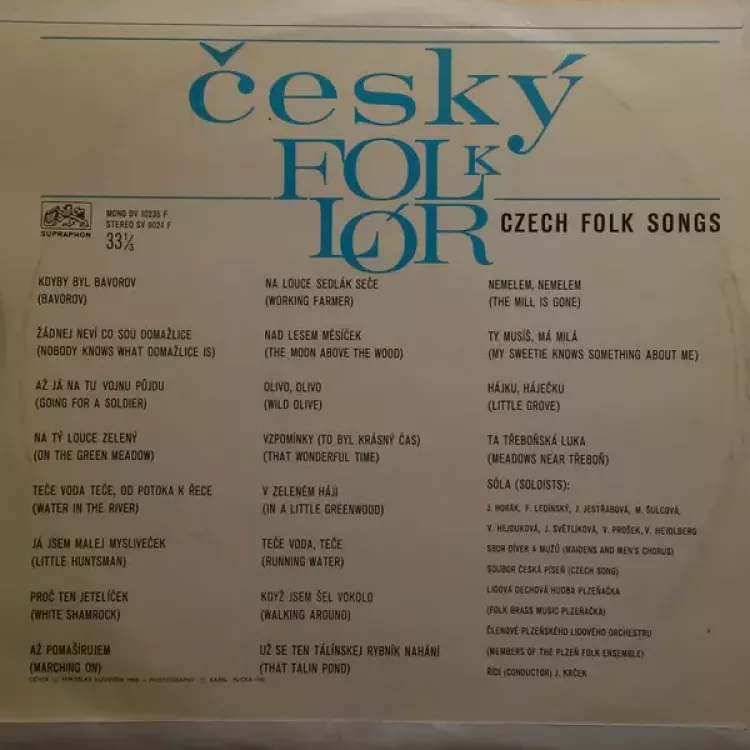 český
FOLK
LÓR
SUPRAPHON
MONO DV 10235 F
STEREO SV 9024 F
33⅓
CZECH FOLK SONGS
KDYBY BYL BAVOROV
(BAVOROV)
ŽÁDNEJ NEVÍ CO SOU DOMAŽLICE
(NOBODY KNOWS WHAT DOMAŽLICE IS)
AŽ JÁ NA TU VOJNU PŮJDU
(GOING FOR A SOLDIER)
NA TÝ LOUCE ZELENÝ
(ON THE GREEN MEADOW)
TEČE VODA TEČE, OD POTOKA K ŘECE
(WATER IN THE RIVER)
JÁ JSEM MALEJ MYSLIVEČEK
(LITTLE HUNTSMAN)
PROČ TEN JETELÍČEK
(WHITE SHAMROCK)
AŽ POMAŠÍRUJEM
(MARCHING ON)
NA LOUCE SEDLÁK SEČE
(WORKING FARMER)
NAD LESEM MĚSÍČEK
(THE MOON ABOVE THE WOOD)
OLIVO, OLIVO
(WILD OLIVE)
VZPOMÍNKY (TO BYL KRÁSNÝ ČAS)
(THAT WONDERFUL TIME)
V ZELENÉM HÁJI
(IN A LITTLE GREENWOOD)
TEČE VODA, TEČE
(RUNNING WATER)
KDYŽ JSEM ŠEL VOKOLO
(WALKING AROUND)
UŽ SE TEN TÁLÍNSKEJ RYBNÍK NAHÁNÍ
(THAT TALIN POND)
NEMELEM, NEMELEM
(THE MILL IS GONE)
TY MUSÍŠ, MÁ MILÁ
(MY SWEETIE KNOWS SOMETHING ABOUT ME)
HÁJKU, HÁJEČKU
(LITTLE GROVE)
TA TŘEBOŇSKÁ LUKA
(MEADOWS NEAR TŘEBOŇ)
SÓLA (SOLOISTS):
J. HORÁK, F. LEDÍNSKÝ, J. JESTŘÁBOVÁ, M. ŠULCOVÁ,
V. HEJDUKOVÁ, J. SVĚTLÍKOVÁ, V. PROŠEK, V. HEIDLBERG
SBOR DÍVEK A MUŽŮ (MAIDENS AND MEN'S CHORUS)
SOUBOR ČESKÁ PÍSEŇ (CZECH SONG)
LIDOVÁ DECHOVÁ HUDBA PLZEŇAČKA
(FOLK BRASS MUSIC PLZEŇAČKA)
ČLENOVÉ PLZEŇSKÉHO LIDOVÉHO ORCHESTRU
(MEMBERS OF THE PLZEN FOLK ENSEMBLE)
ŘÍDÍ (CONDUCTOR) J. KRČEK
COVER © MIROSLAV PHOTOGRAPHY © KAREL